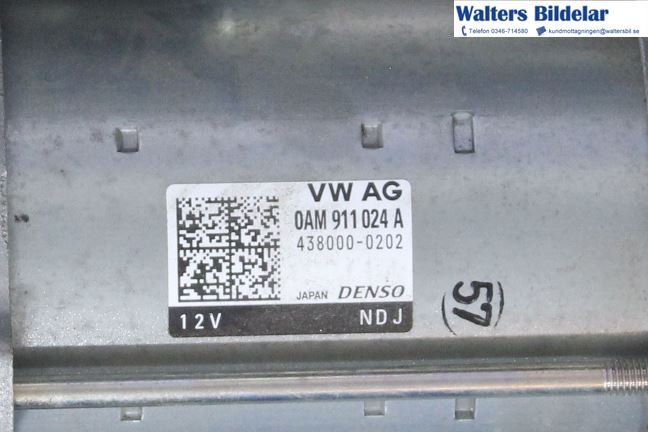 Walters Bildelar
Telefon 0346-714580 kundmottagningen@waltersbil.se
VW AG
0AM 911 024 A
438000-0202
JAPAN DENSO
12V NDJ
(57)